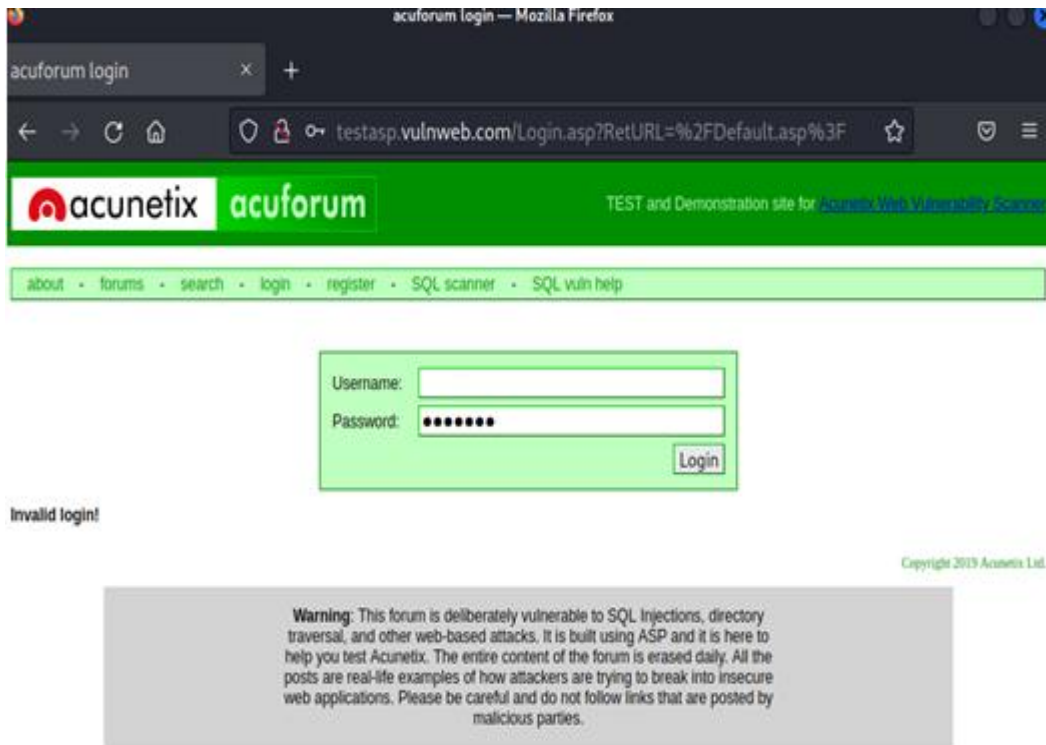 acuforum login — Mozilla Firefox
acuforum login
testasp.vulnweb.com/Login.asp?RetURL=%2FDefault.asp%3F
acunetix acuforum
TEST and Demonstration site for Acunetix Web Vulnerability Scanner
about - forums - search - login - register - SQL scanner - SQL vuln help
Username:
Password:
Login
Invalid login!
Copyright 2019 Acunetix Ltd.
Warning: This forum is deliberately vulnerable to SQL Injections, directory
traversal, and other web-based attacks. It is built using ASP and it is here to
help you test Acunetix. The entire content of the forum is erased daily. All the
posts are real-life examples of how attackers are trying to break into insecure
web applications. Please be careful and do not follow links that are posted by
malicious parties.